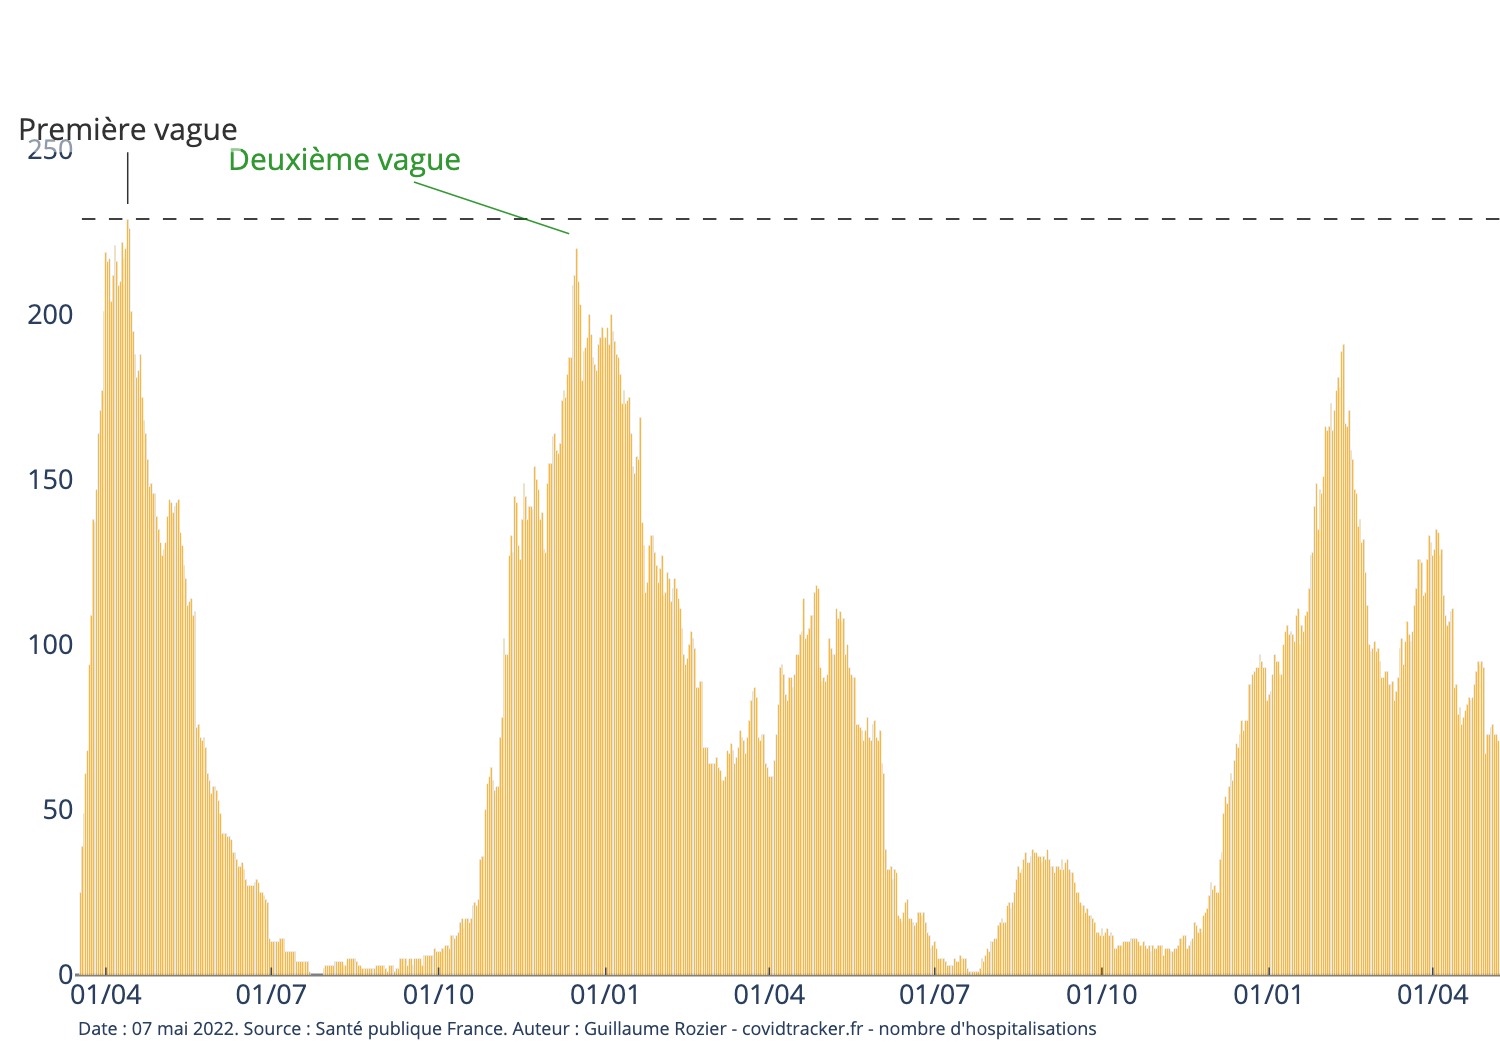 Première vague
250
Deuxième vague
200
150
100
50
0
01/04 01/07 01/10 01/01 01/04 01/07 01/10 01/01 01/04
Date : 07 mai 2022. Source : Santé publique France. Auteur : Guillaume Rozier - covidtracker.fr - nombre d'hospitalisations